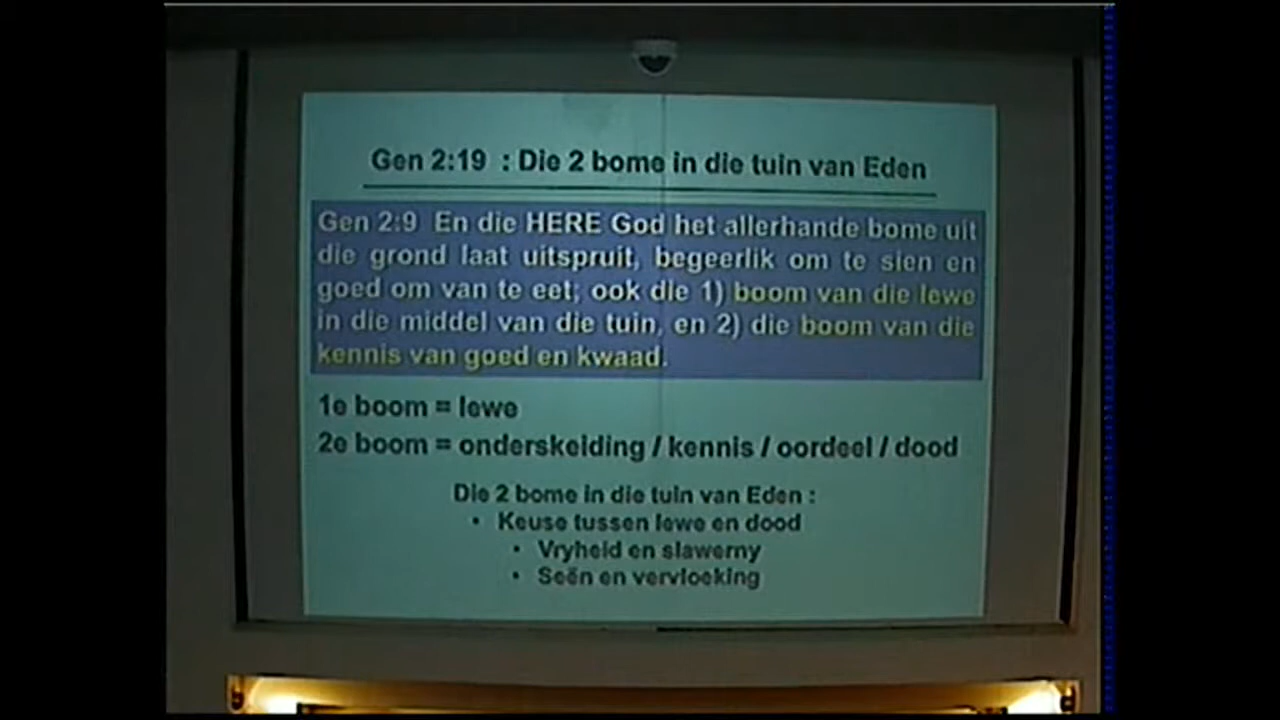 Gen 2:19 : Die 2 bome in die tuin van Eden
Gen 2:9 En die HERE God het allerhande bome uit
die grond laat uitspruit, begeerlik om te sien en
goed om van te eet; ook die 1) boom van die lewe
in die middel van die tuin, en 2) die boom van die
kennis van goed en kwaad.
1e boom = lewe
2e boom = onderskeiding / kennis / oordeel / dood
Die 2 bome in die tuin van Eden :
• Keuse tussen lewe en dood
• Vryheid en slawerny
• Seën en vervloeking